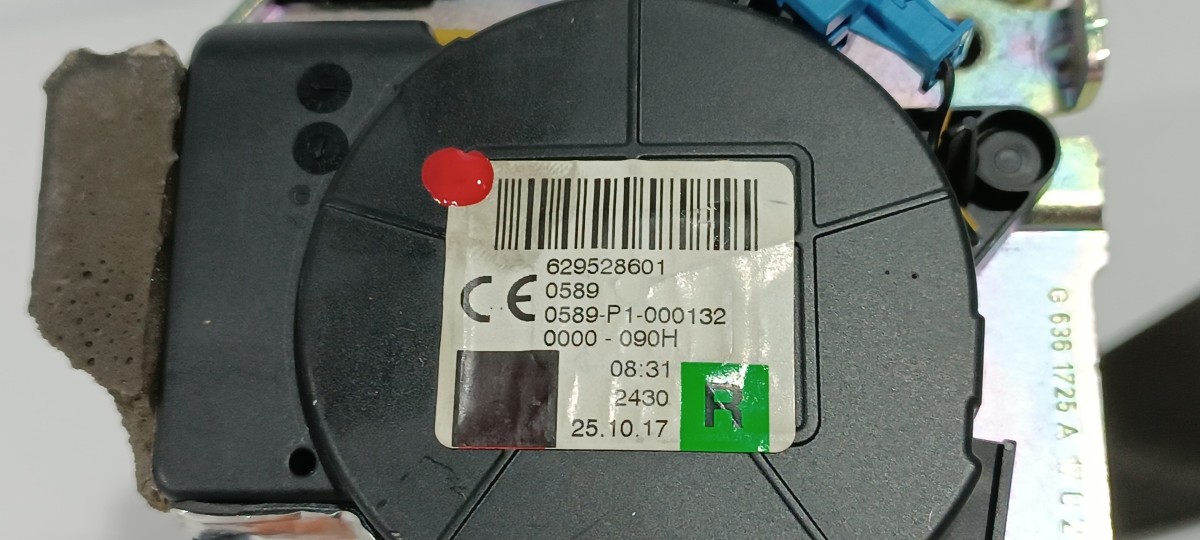 629528601
CE
0589
0589-P1-000132
0000 - 090H
08:31
2430
25.10.17
R
G 636 1725 A